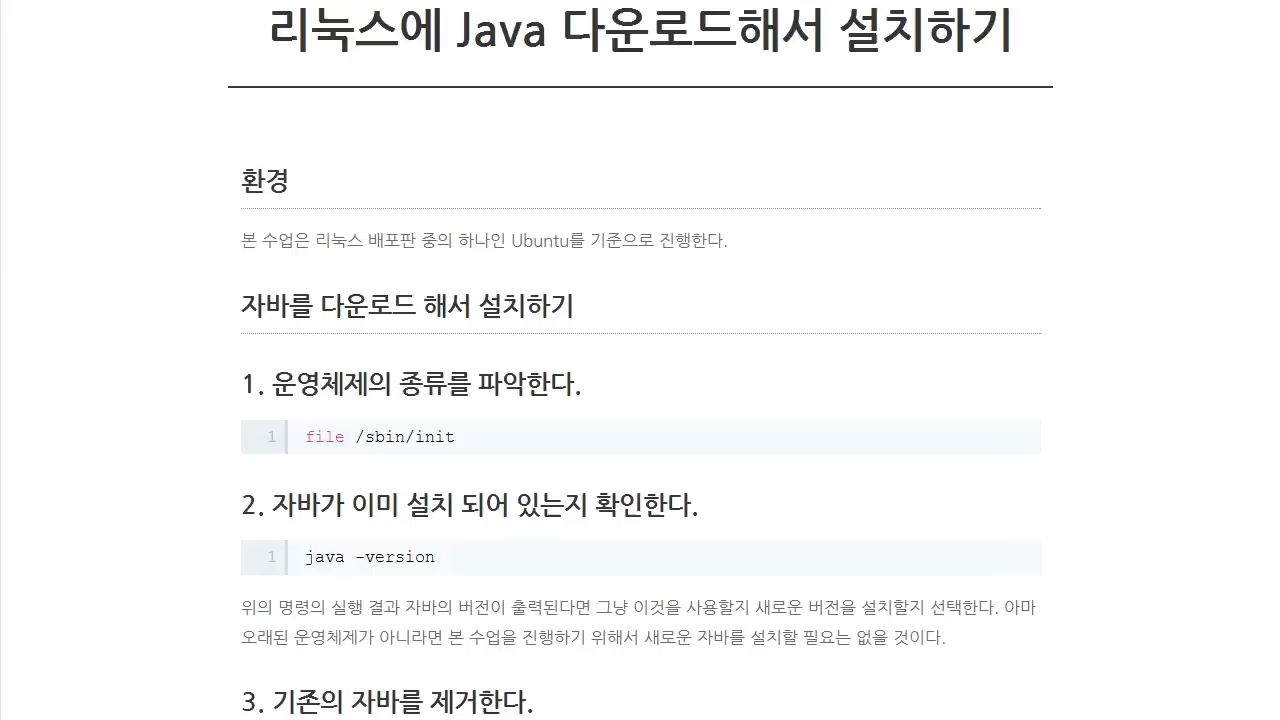 리눅스에 Java 다운로드해서 설치하기
환경
본 수업은 리눅스 배포판 중의 하나인 Ubuntu를 기준으로 진행한다.
자바를 다운로드 해서 설치하기
1. 운영체제의 종류를 파악한다.
1 file /sbin/init
2. 자바가 이미 설치 되어 있는지 확인한다.
1 java -version
위의 명령의 실행 결과 자바의 버전이 출력된다면 그냥 이것을 사용할지 새로운 버전을 설치할지 선택한다. 아마
오래된 운영체제가 아니라면 본 수업을 진행하기 위해서 새로운 자바를 설치할 필요는 없을 것이다.
3. 기존의 자바를 제거한다.